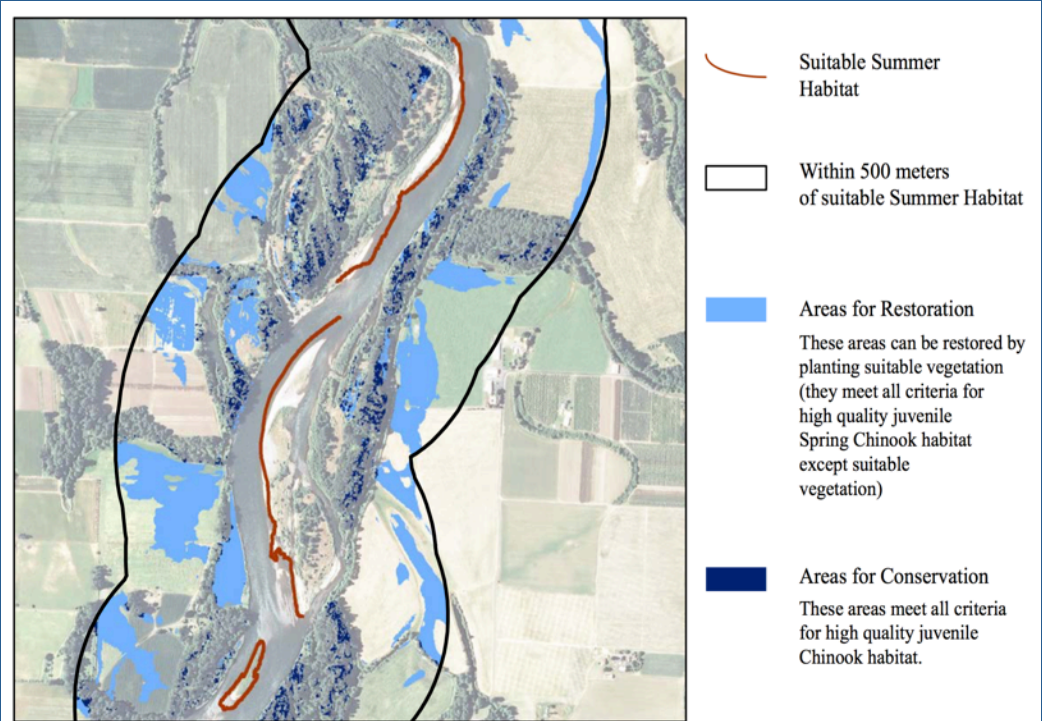 Suitable Summer
Habitat
Within 500 meters
of suitable Summer Habitat
Areas for Restoration
These areas can be restored by
planting suitable vegetation
(they meet all criteria for
high quality juvenile
Spring Chinook habitat
except suitable
vegetation)
Areas for Conservation
These areas meet all criteria
for high quality juvenile
Chinook habitat.